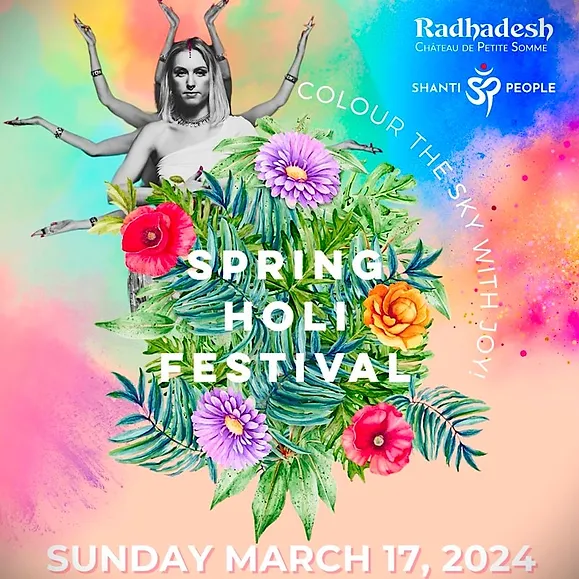 Radhadesh
CHÂTEAU DE PETITE SOMME
SHANTI SP PEOPLE
COLOUR THE SKY WITH JOY!
SPRING
HOLI
FESTIVAL
SUNDAY MARCH 17, 2024